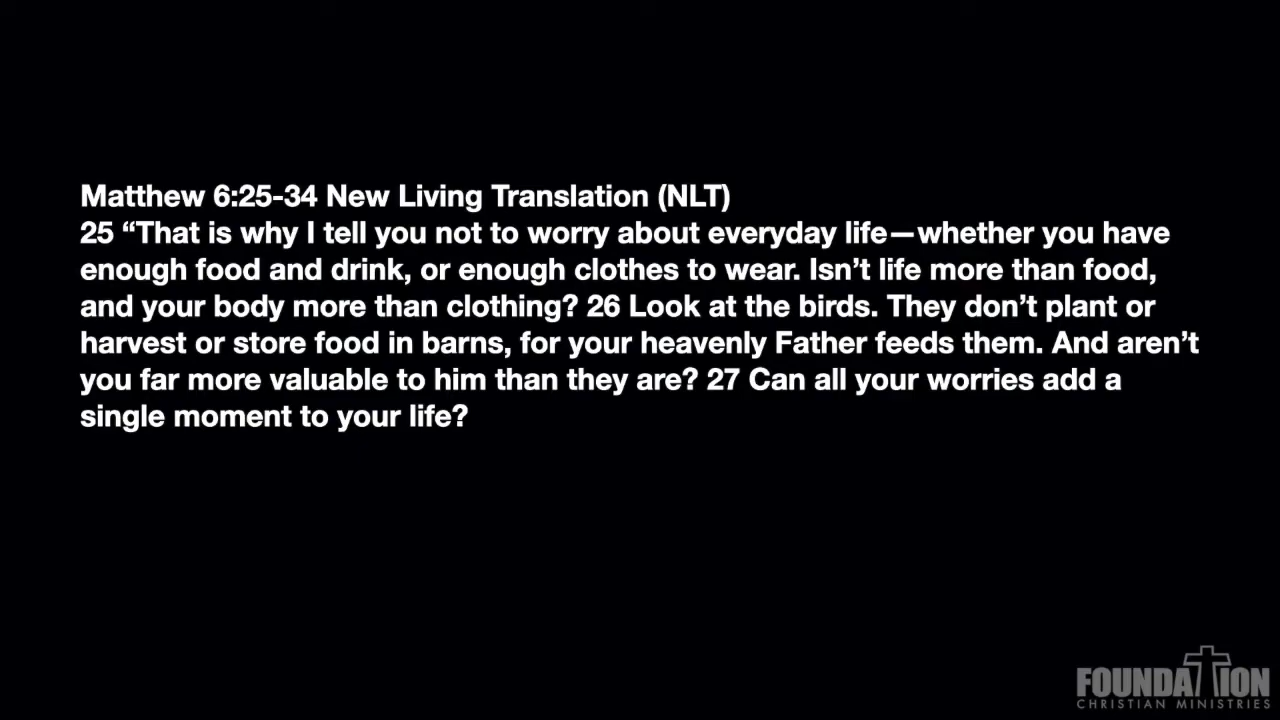 Matthew 6:25-34 New Living Translation (NLT)
25 “That is why I tell you not to worry about everyday life—whether you have
enough food and drink, or enough clothes to wear. Isn’t life more than food,
and your body more than clothing? 26 Look at the birds. They don’t plant or
harvest or store food in barns, for your heavenly Father feeds them. And aren’t
you far more valuable to him than they are? 27 Can all your worries add a
single moment to your life?
FOUNDATION
CHRISTIAN MINISTRIES